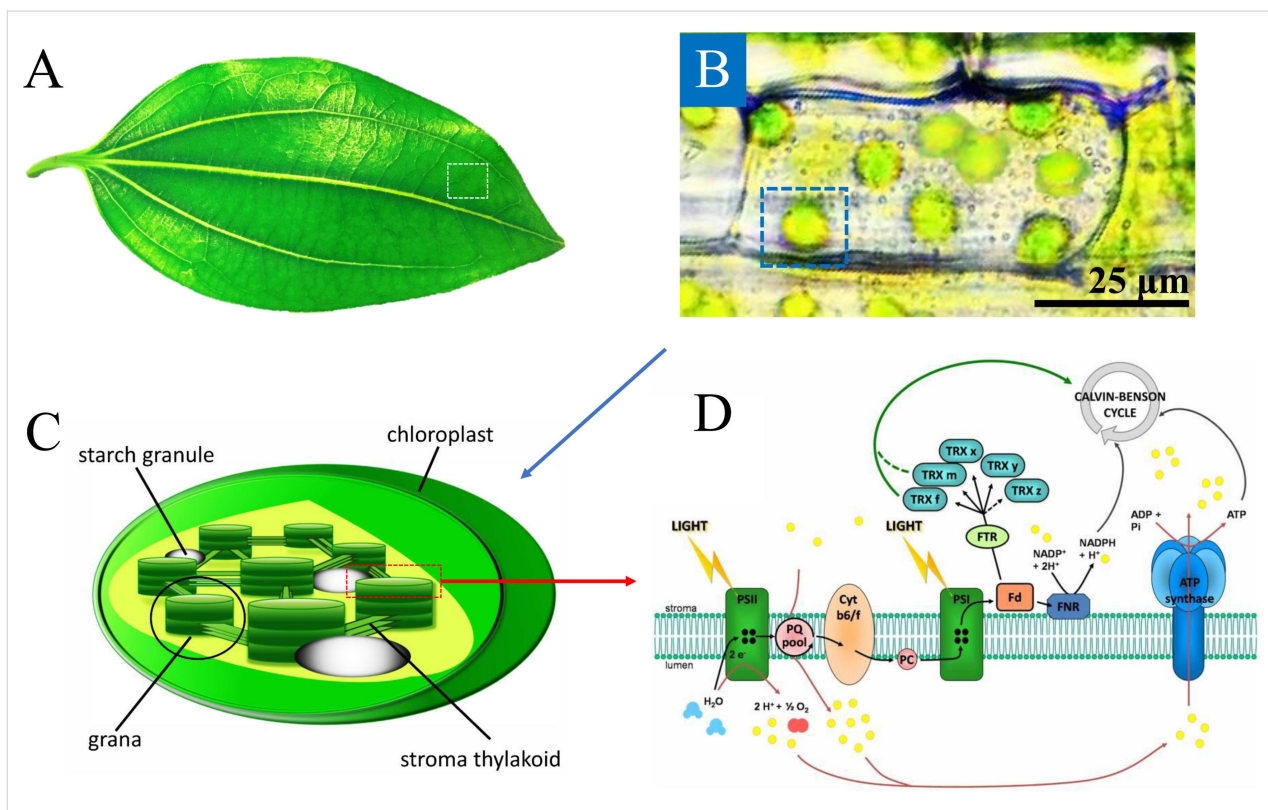 A
B
25 μm
C
starch granule
chloroplast
grana
stroma thylakoid
D
CALVIN-BENSON
CYCLE
TRX x
TRX m
TRX y
TRX f
TRX z
LIGHT
LIGHT
FTR
NADP⁺
+ 2H⁺
NADPH
+ H⁺
ADP +
Pi
ATP
stroma
lumen
PSII
2 e⁻
PQ
pool
Cyt
b6/f
PC
PSI
Fd
FNR
ATP
synthase
H₂O
2 H⁺ + ½ O₂